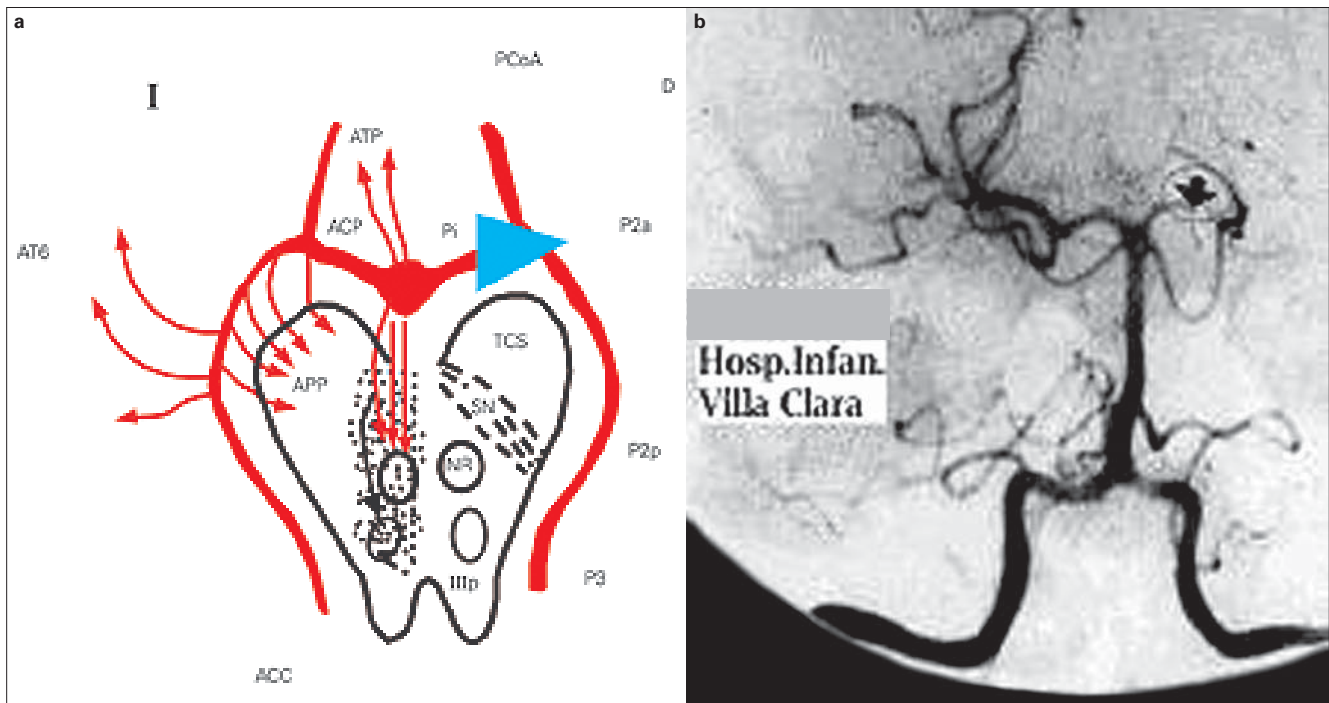 a
b
PCoA
I
D
ATP
ACP
Pi
P2a
AT6
TCS
APP
SN
NR
P2p
P3
IIIp
ACC
Hosp.Infan.
Villa Clara